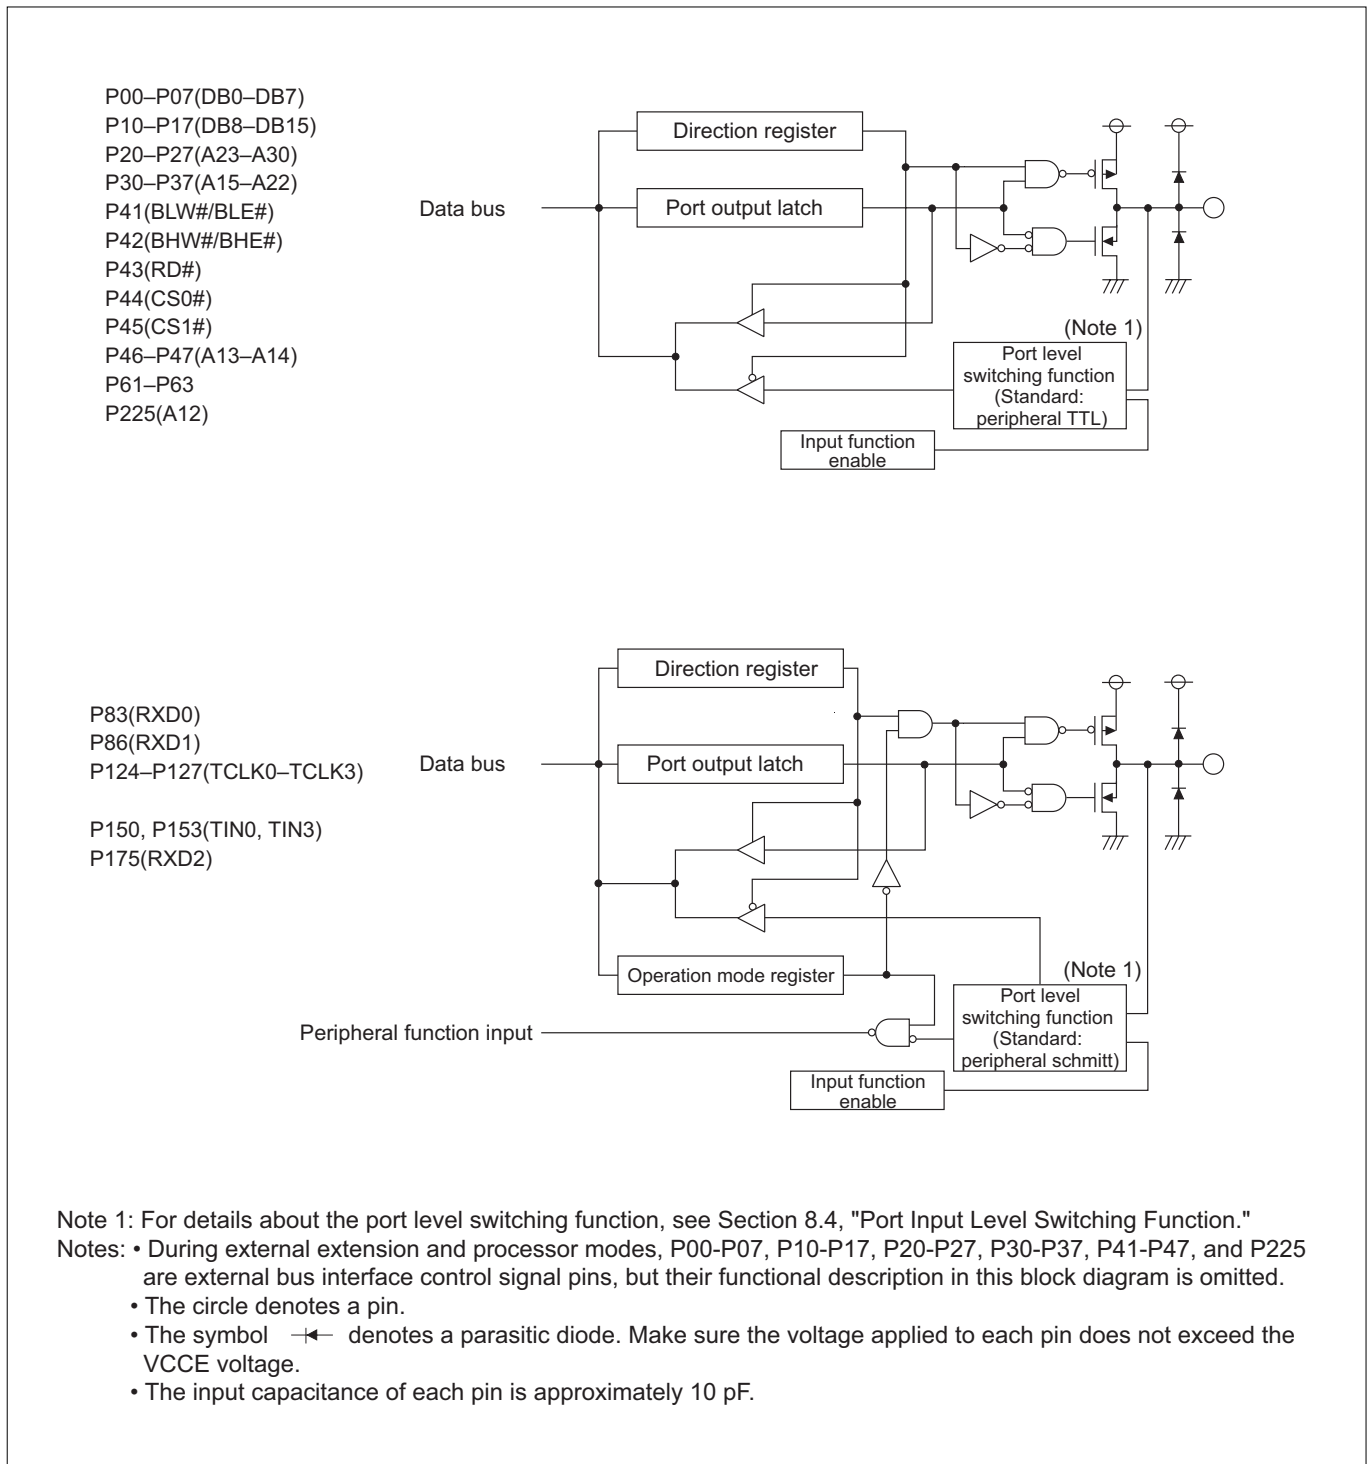 P00–P07(DB0–DB7)
P10–P17(DB8–DB15)
P20–P27(A23–A30)
P30–P37(A15–A22)
P41(BLW#/BLE#)
P42(BHW#/BHE#)
P43(RD#)
P44(CS0#)
P45(CS1#)
P46–P47(A13–A14)
P61–P63
P225(A12)
Data bus
Direction register
Port output latch
(Note 1)
Port level
switching function
(Standard:
peripheral TTL)
Input function
enable
P83(RXD0)
P86(RXD1)
P124–P127(TCLK0–TCLK3)
P150, P153(TIN0, TIN3)
P175(RXD2)
Data bus
Direction register
Port output latch
Operation mode register
Peripheral function input
(Note 1)
Port level
switching function
(Standard:
peripheral schmitt)
Input function
enable
Note 1: For details about the port level switching function, see Section 8.4, "Port Input Level Switching Function."
Notes: • During external extension and processor modes, P00-P07, P10-P17, P20-P27, P30-P37, P41-P47, and P225
are external bus interface control signal pins, but their functional description in this block diagram is omitted.
• The circle denotes a pin.
• The symbol denotes a parasitic diode. Make sure the voltage applied to each pin does not exceed the
VCCE voltage.
• The input capacitance of each pin is approximately 10 pF.